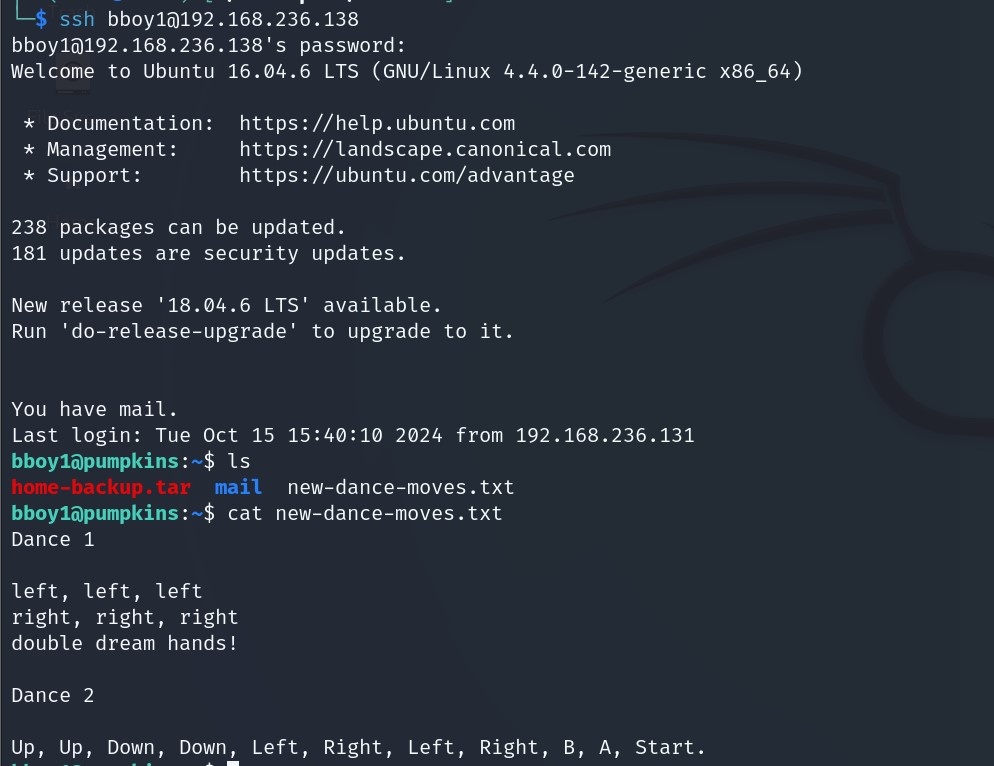 └─$ ssh bboy1@192.168.236.138
bboy1@192.168.236.138's password:
Welcome to Ubuntu 16.04.6 LTS (GNU/Linux 4.4.0-142-generic x86_64)
* Documentation:  https://help.ubuntu.com
* Management:     https://landscape.canonical.com
* Support:        https://ubuntu.com/advantage
238 packages can be updated.
181 updates are security updates.
New release '18.04.6 LTS' available.
Run 'do-release-upgrade' to upgrade to it.
You have mail.
Last login: Tue Oct 15 15:40:10 2024 from 192.168.236.131
bboy1@pumpkins:~$ ls
home-backup.tar  mail  new-dance-moves.txt
bboy1@pumpkins:~$ cat new-dance-moves.txt
Dance 1
left, left, left
right, right, right
double dream hands!
Dance 2
Up, Up, Down, Down, Left, Right, Left, Right, B, A, Start.